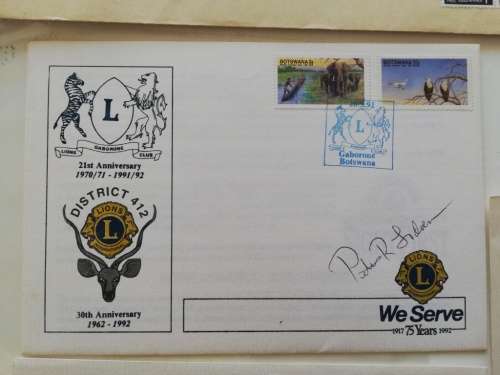 BOTSWANA
BOTSWANA
L
LIONS GABORONE CLUB
21st Anniversary
1970/71 - 1991/92
L
Gaborone
Botswana
DISTRICT 412
LIONS
L
30th Anniversary
1962 - 1992
LIONS
L
We Serve
1917 75 Years 1992